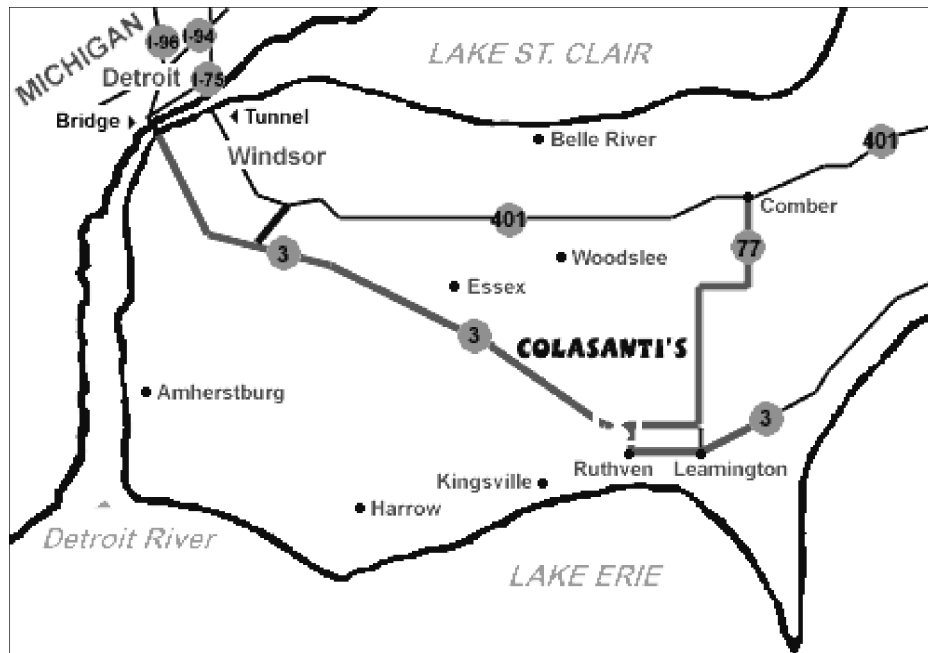 MICHIGAN
I-96
I-94
I-75
Detroit
LAKE ST. CLAIR
Bridge
Tunnel
Windsor
Belle River
401
401
Comber
3
77
Woodslee
Essex
3
COLASANTI'S
Amherstburg
3
Ruthven
Leamington
Kingsville
Harrow
Detroit River
LAKE ERIE